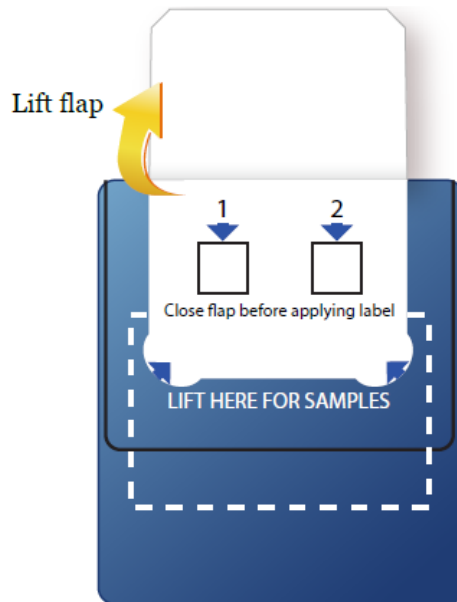 Lift flap
1 2
Close flap before applying label
LIFT HERE FOR SAMPLES